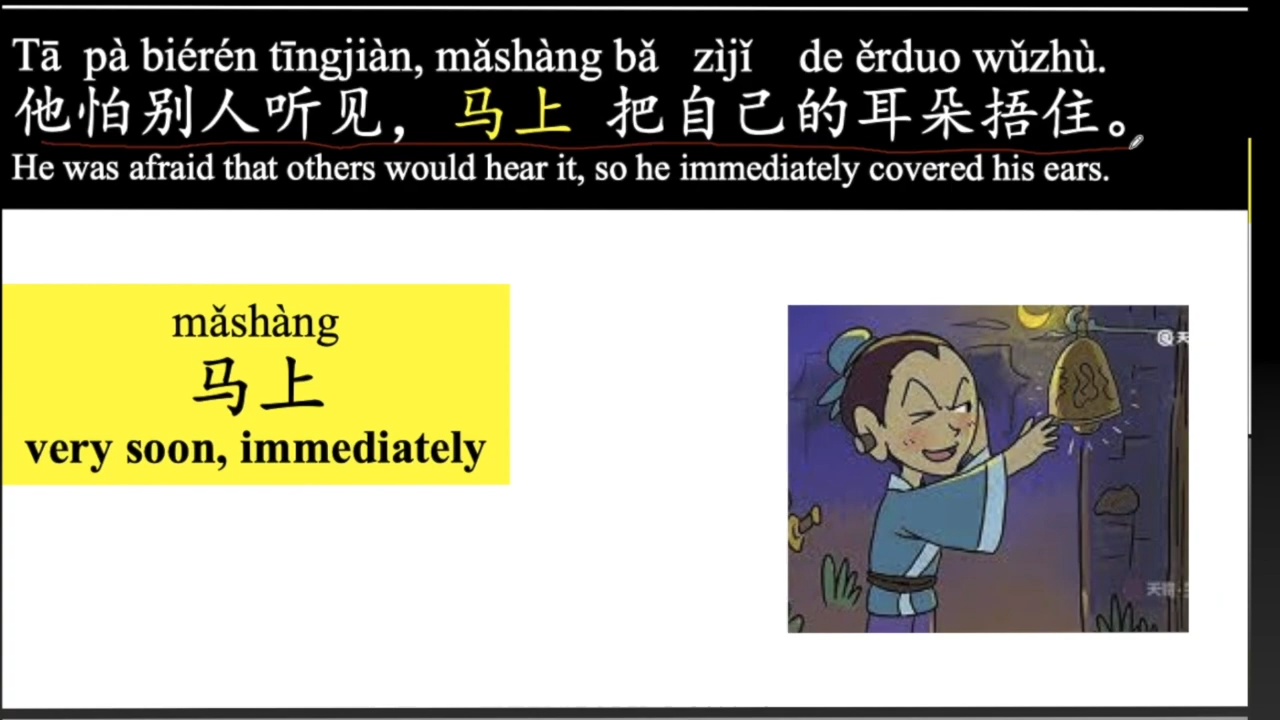 Tā pà biérén tīngjiàn, mǎshàng bǎ zìjǐ de ěrduo wǔzhù.
他怕别人听见，马上 把自己的耳朵捂住。
He was afraid that others would hear it, so he immediately covered his ears.
mǎshàng
马上
very soon, immediately
天